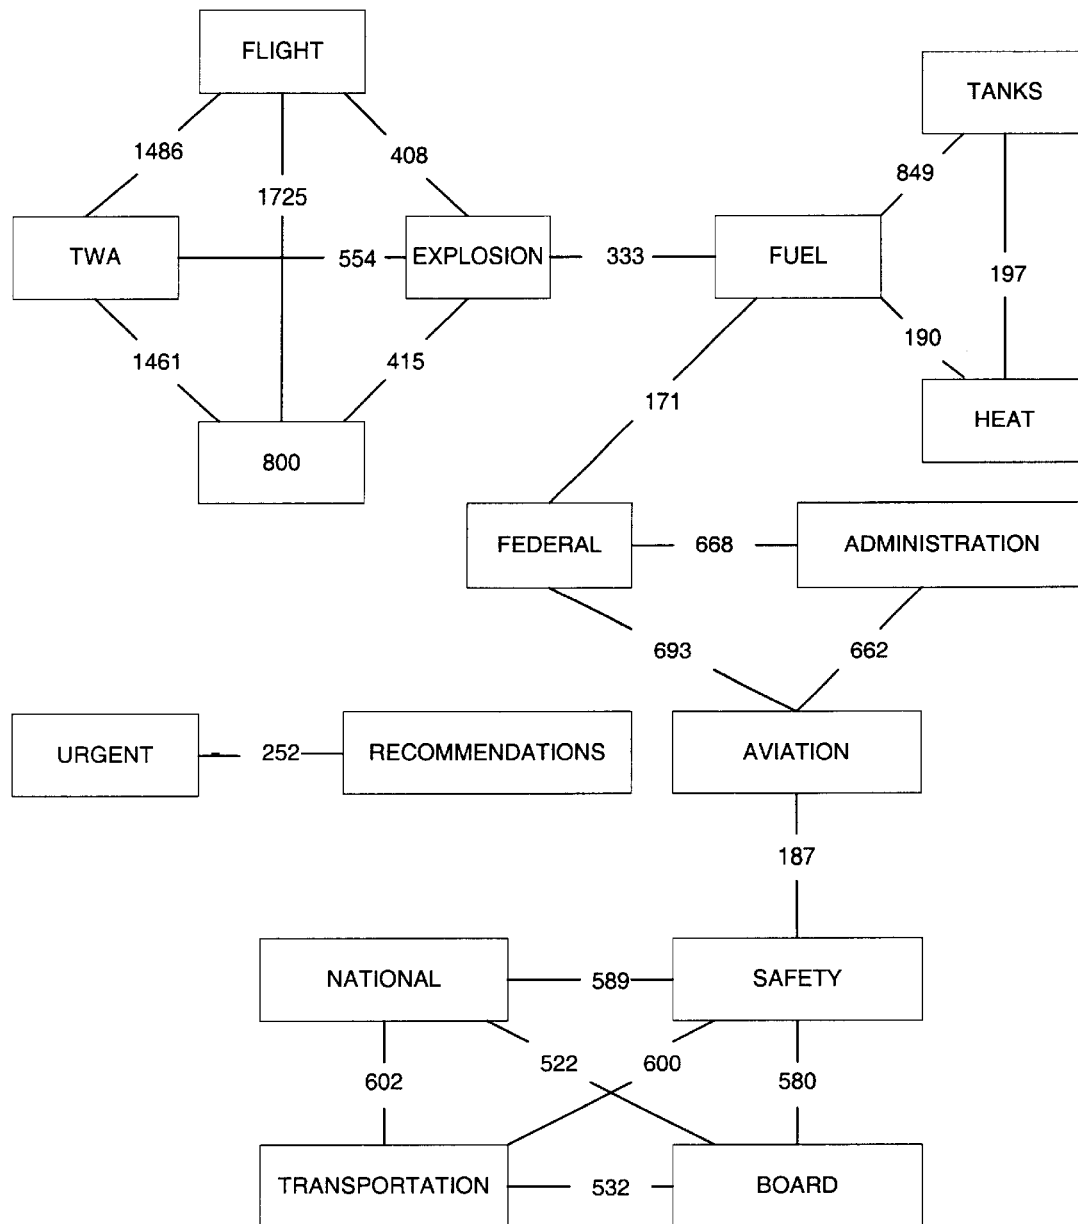 FLIGHT
TANKS
1486
408
849
1725
TWA
554
EXPLOSION
333
FUEL
197
190
1461
415
171
HEAT
800
FEDERAL
668
ADMINISTRATION
693
662
URGENT
252
RECOMMENDATIONS
AVIATION
187
NATIONAL
589
SAFETY
602
522
600
580
TRANSPORTATION
532
BOARD